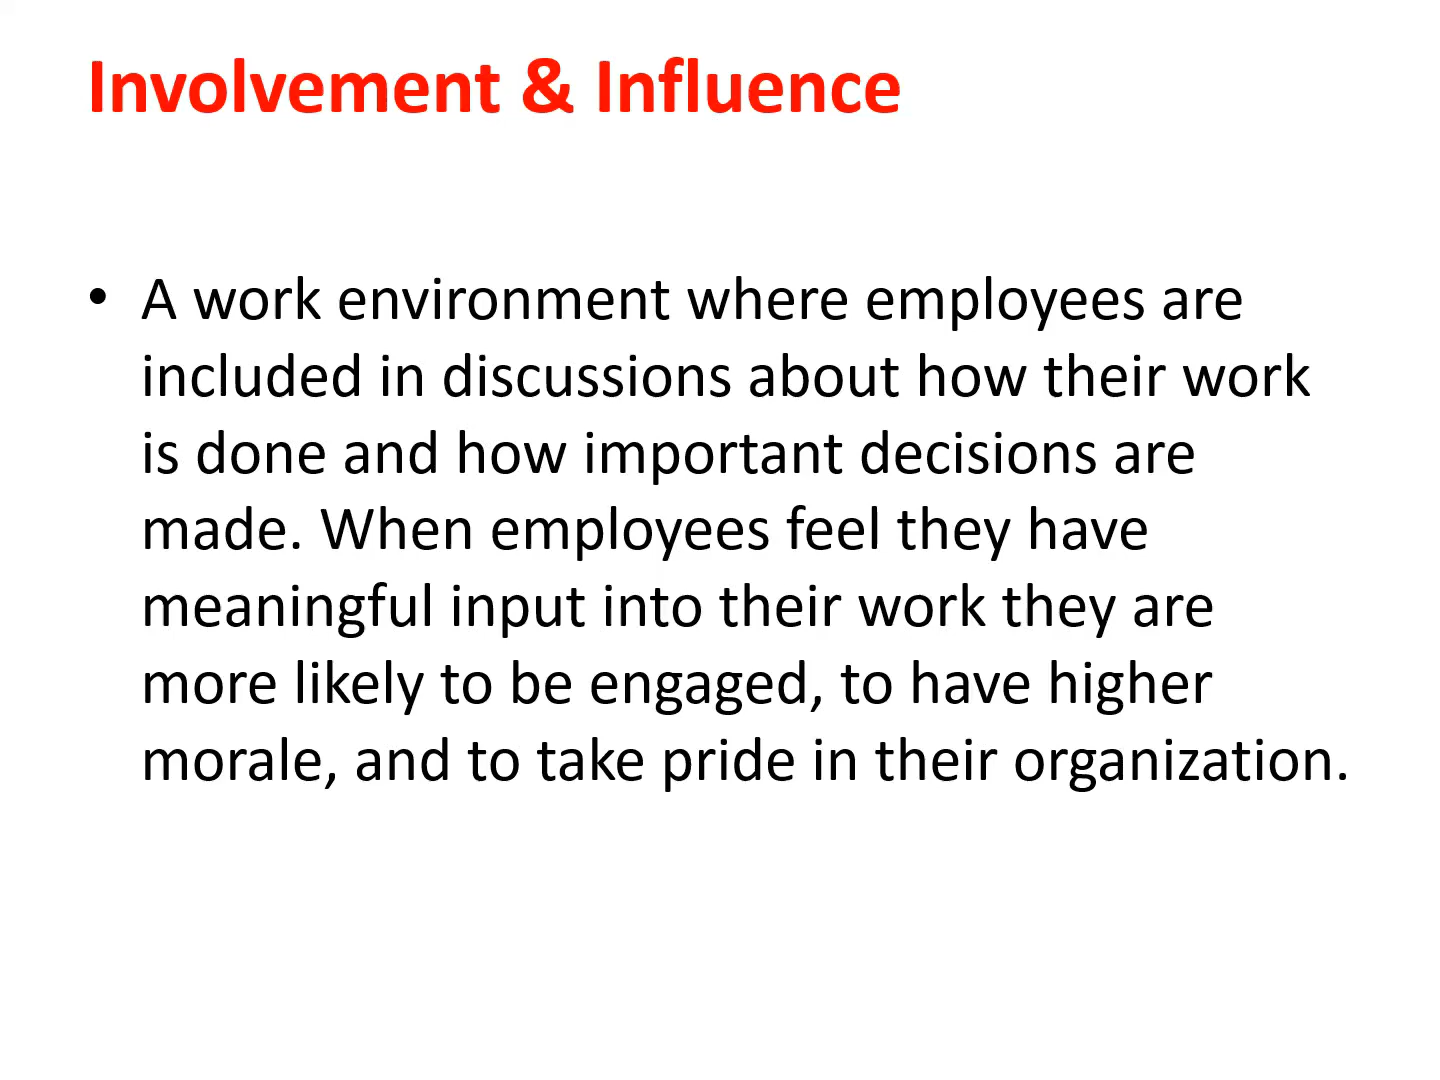 Involvement & Influence
• A work environment where employees are
included in discussions about how their work
is done and how important decisions are
made. When employees feel they have
meaningful input into their work they are
more likely to be engaged, to have higher
morale, and to take pride in their organization.